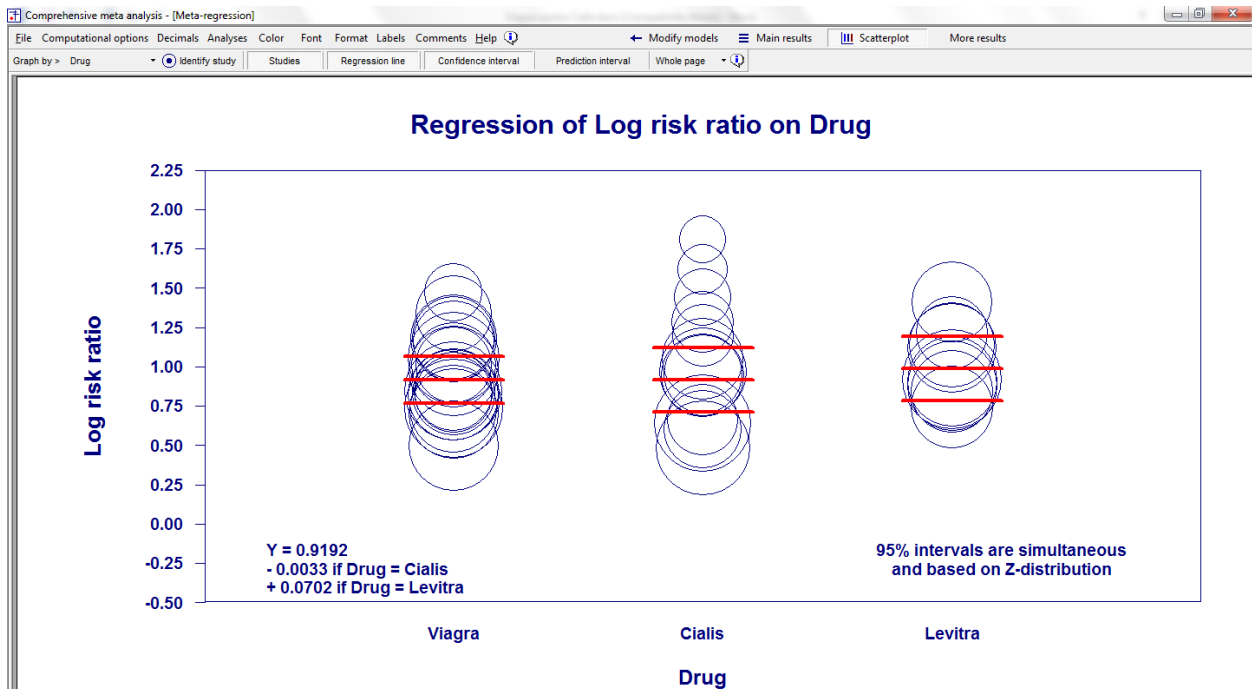 Comprehensive meta analysis - [Meta-regression]
File Computational options Decimals Analyses Color Font Format Labels Comments Help Modify models Main results Scatterplot More results
Graph by > Drug Identify study Studies Regression line Confidence interval Prediction interval Whole page
Regression of Log risk ratio on Drug
2.25
2.00
1.75
1.50
1.25
1.00
0.75
0.50
0.25
0.00
-0.25
-0.50
Log risk ratio
Y = 0.9192
- 0.0033 if Drug = Cialis
+ 0.0702 if Drug = Levitra
95% intervals are simultaneous
and based on Z-distribution
Viagra Cialis Levitra
Drug